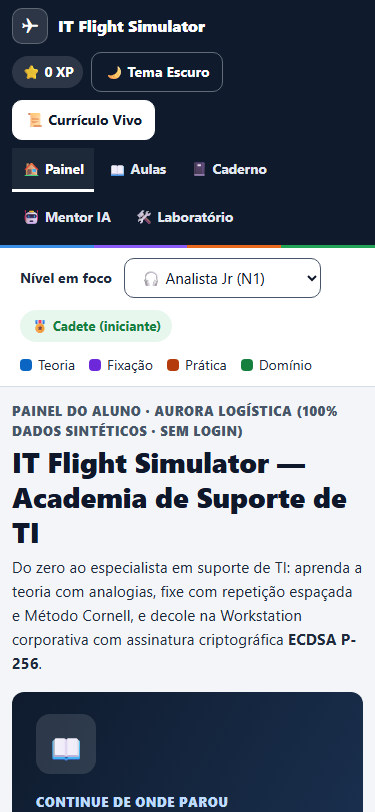 IT Flight Simulator
0 XP
Tema Escuro
Currículo Vivo
Painel
Aulas
Caderno
Mentor IA
Laboratório
Nível em foco
Analista Jr (N1)
Cadete (iniciante)
Teoria
Fixação
Prática
Domínio
PAINEL DO ALUNO · AURORA LOGÍSTICA (100%
DADOS SINTÉTICOS · SEM LOGIN)
IT Flight Simulator —
Academia de Suporte de
TI
Do zero ao especialista em suporte de TI: aprenda a
teoria com analogias, fixe com repetição espaçada
e Método Cornell, e decole na Workstation
corporativa com assinatura criptográfica ECDSA P-
256.
CONTINUE DE ONDE PAROU